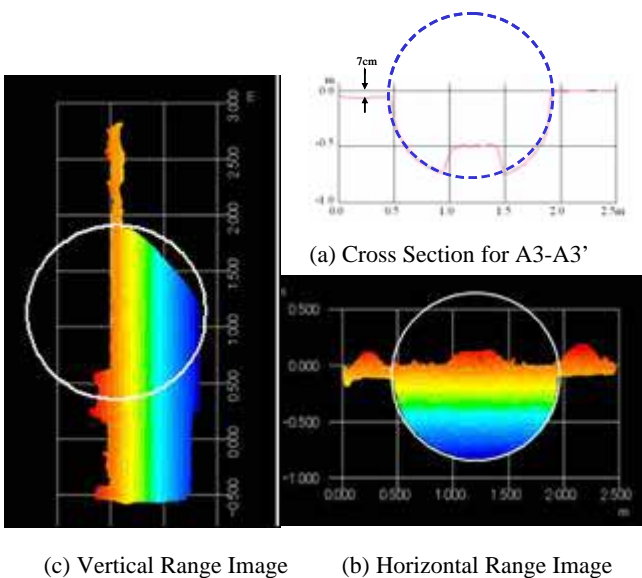 m
7cm
0.0
-0.5
-1.0
0.0 0.5 1.0 1.5 2.0 2.5m
(a) Cross Section for A3-A3’
3.000 m
2.500
2.000
1.500
1.000
0.500
0.000
-0.500
0.500
0.000
-0.500
-1.000
0.000 0.500 1.000 1.500 2.000 2.500
m
(c) Vertical Range Image
(b) Horizontal Range Image